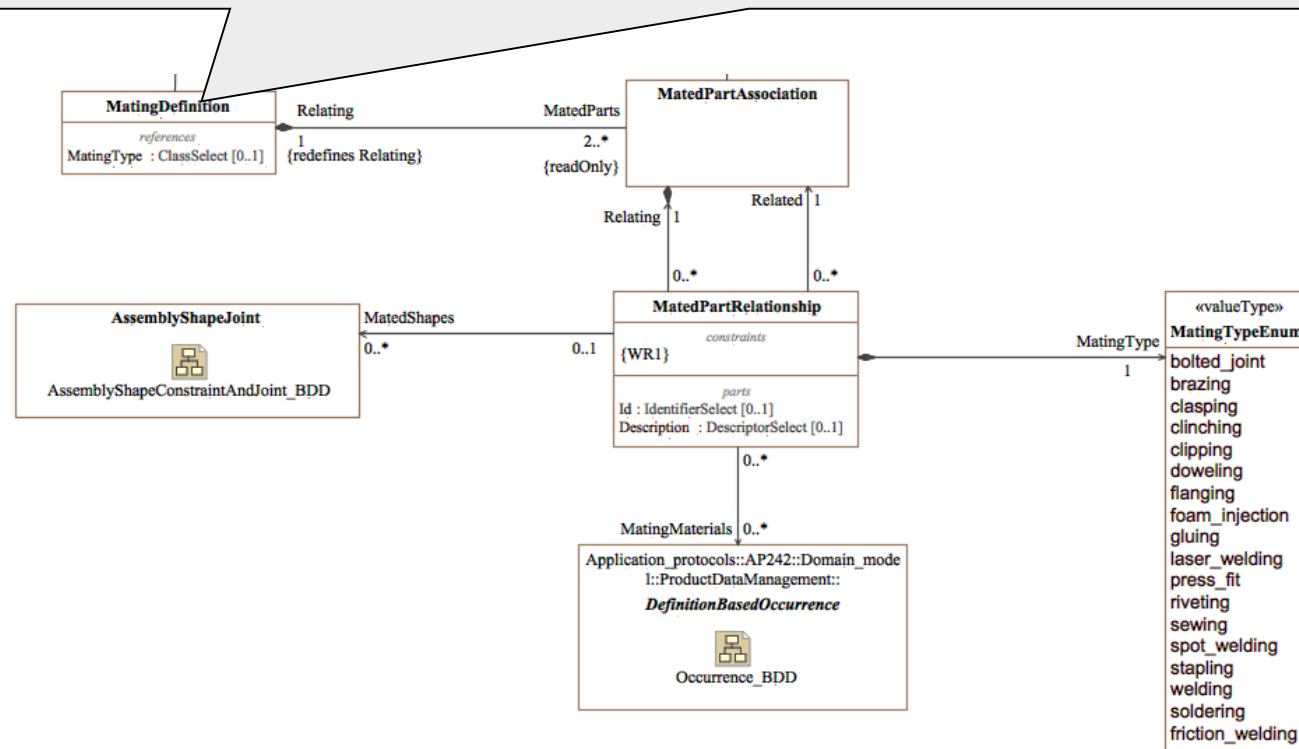 MatingDefinition
references
MatingType : ClassSelect [0..1]
Relating
1
{redefines Relating}
MatedParts
2..*
{readOnly}
MatedPartAssociation
Relating 1
Related 1
0..*
0..*
AssemblyShapeJoint
AssemblyShapeConstraintAndJoint_BDD
MatedShapes
0..*
0..1
MatedPartRelationship
constraints
{WR1}
parts
Id : IdentifierSelect [0..1]
Description : DescriptorSelect [0..1]
MatingType
1
«valueType»
MatingTypeEnum
bolted_joint
brazing
clasping
clinching
clipping
doweling
flanging
foam_injection
gluing
laser_welding
press_fit
riveting
sewing
spot_welding
stapling
welding
soldering
friction_welding
0..*
MatingMaterials 0..*
Application_protocols::AP242::Domain_mode
l::ProductDataManagement::
DefinitionBasedOccurrence
Occurrence_BDD